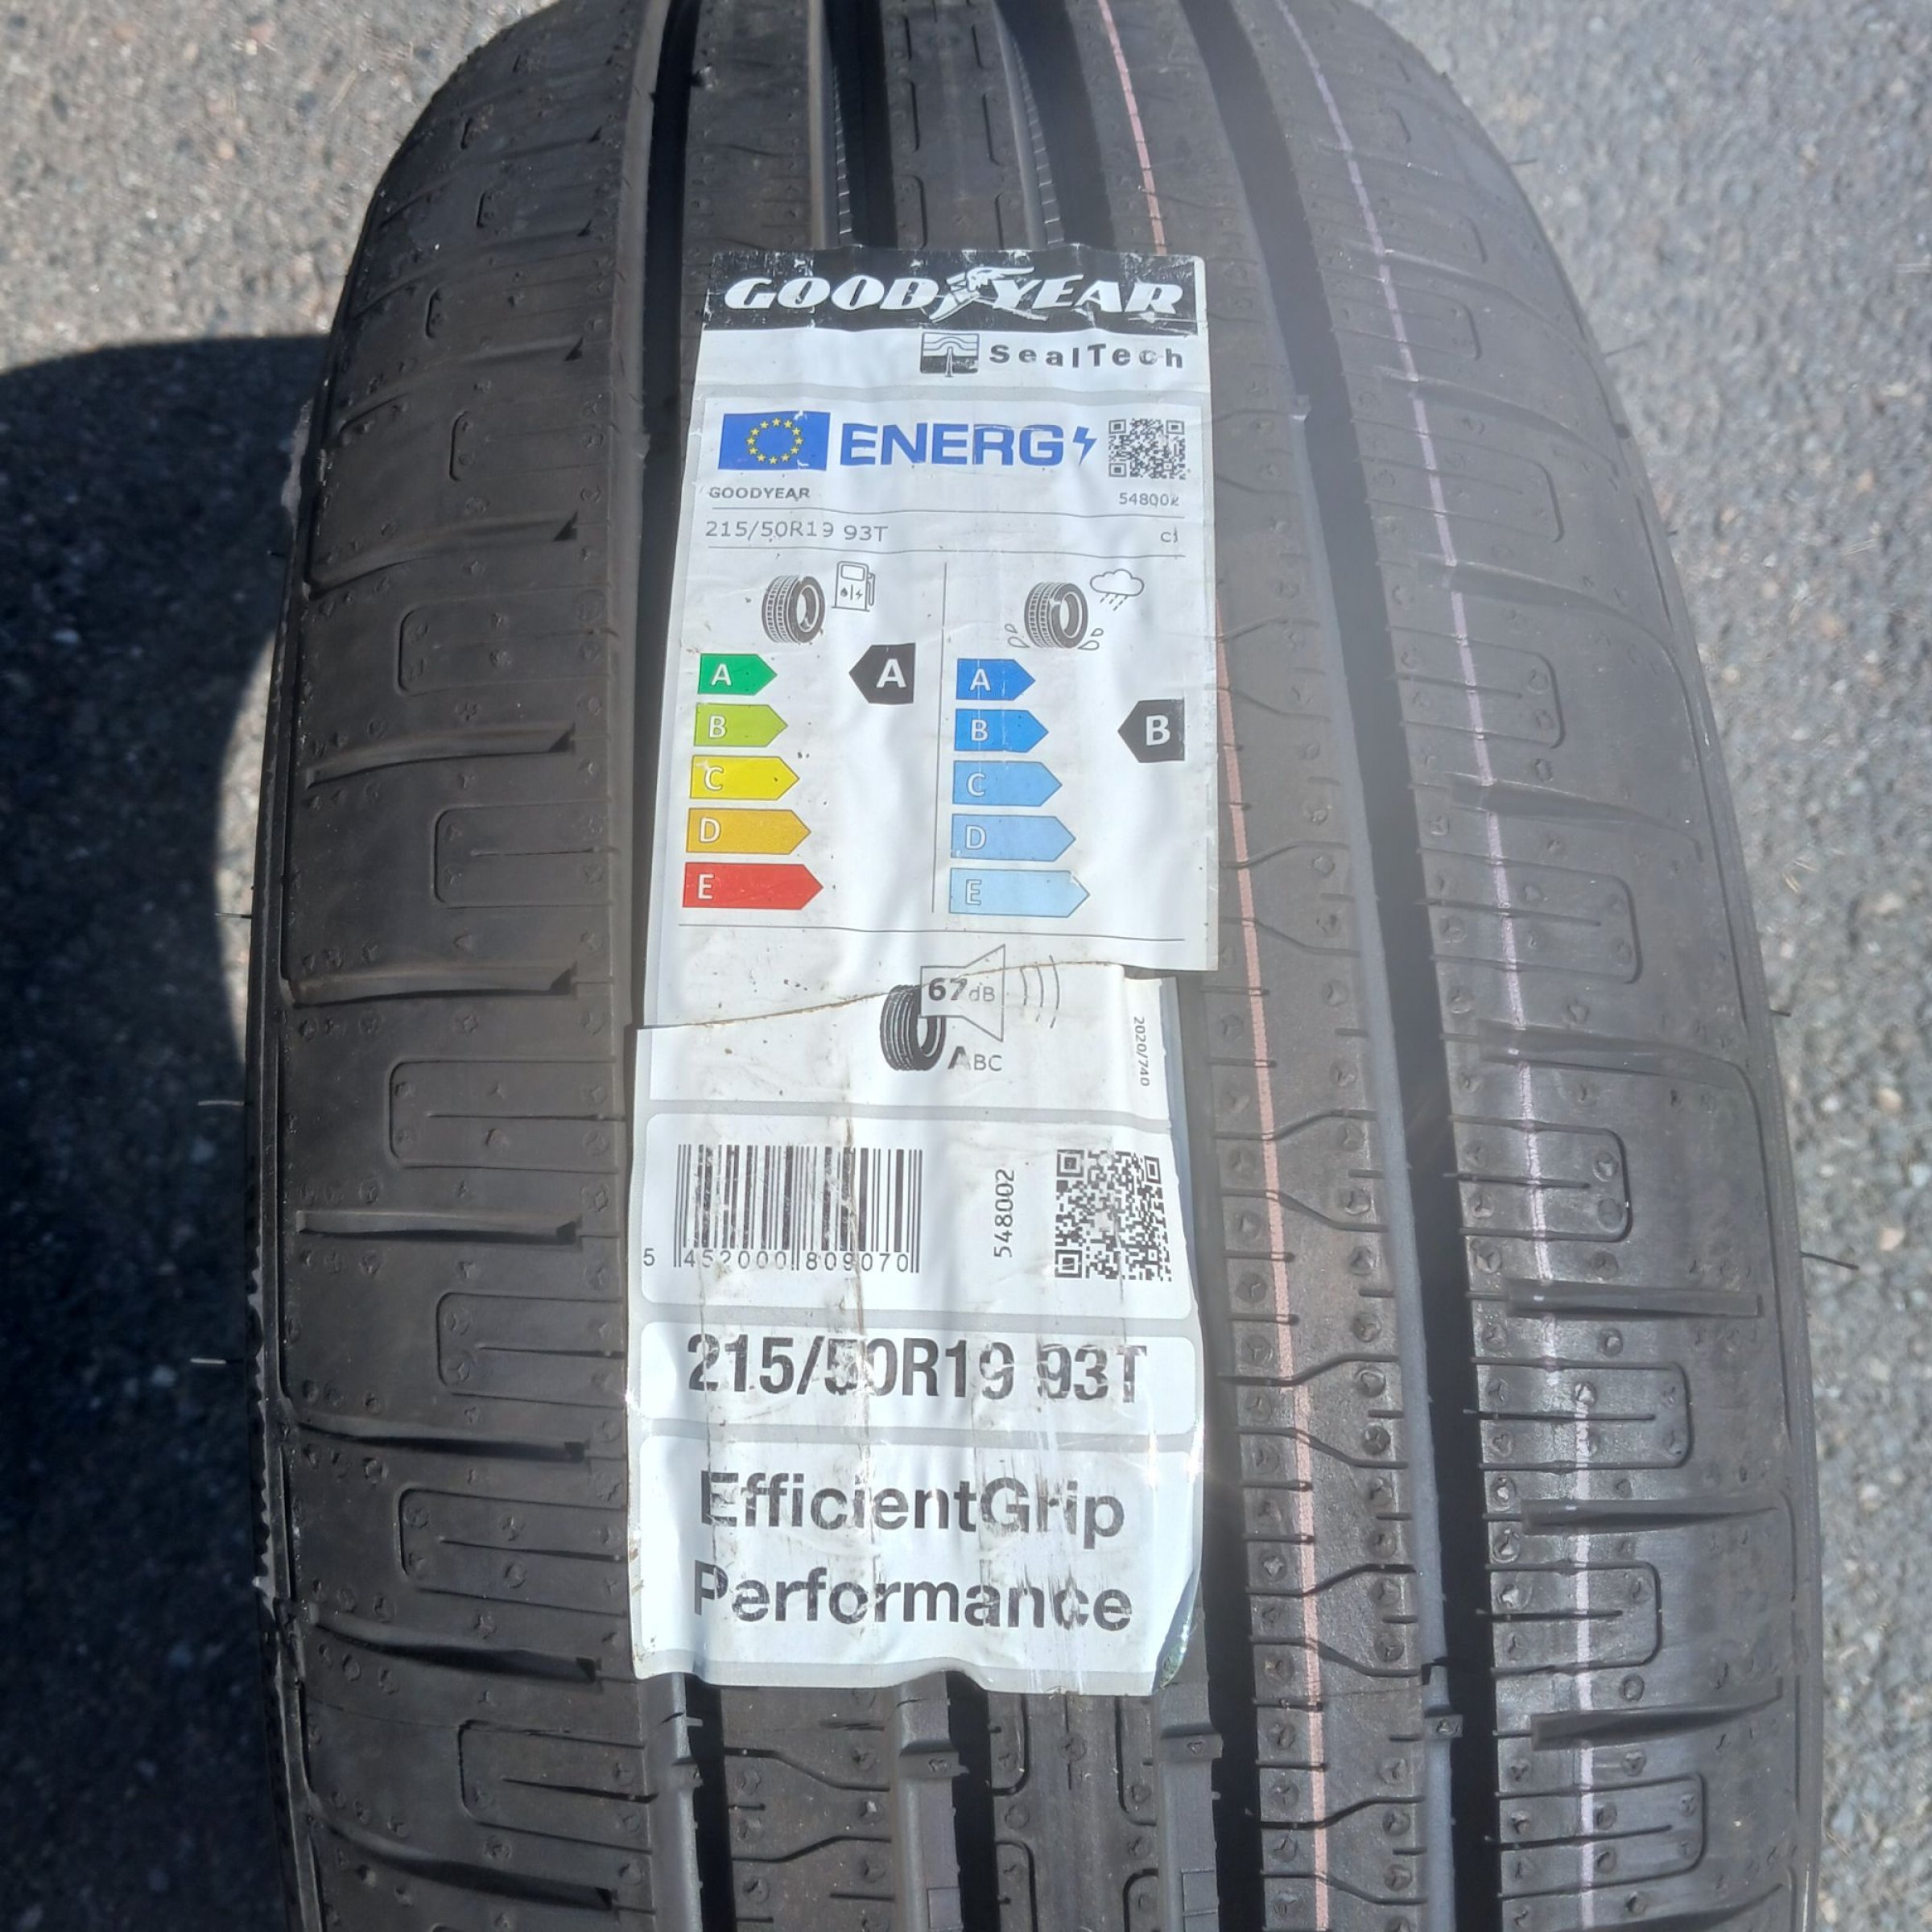 GOODYEAR
SealTech
ENERG
GOODYEAR 548002
215/50R19 93T C1
A A A
B B B
C C
D D
E E
67dB
ABC
2020/740
5 452000 809070
548002
215/50R19 93T
EfficientGrip
Performance